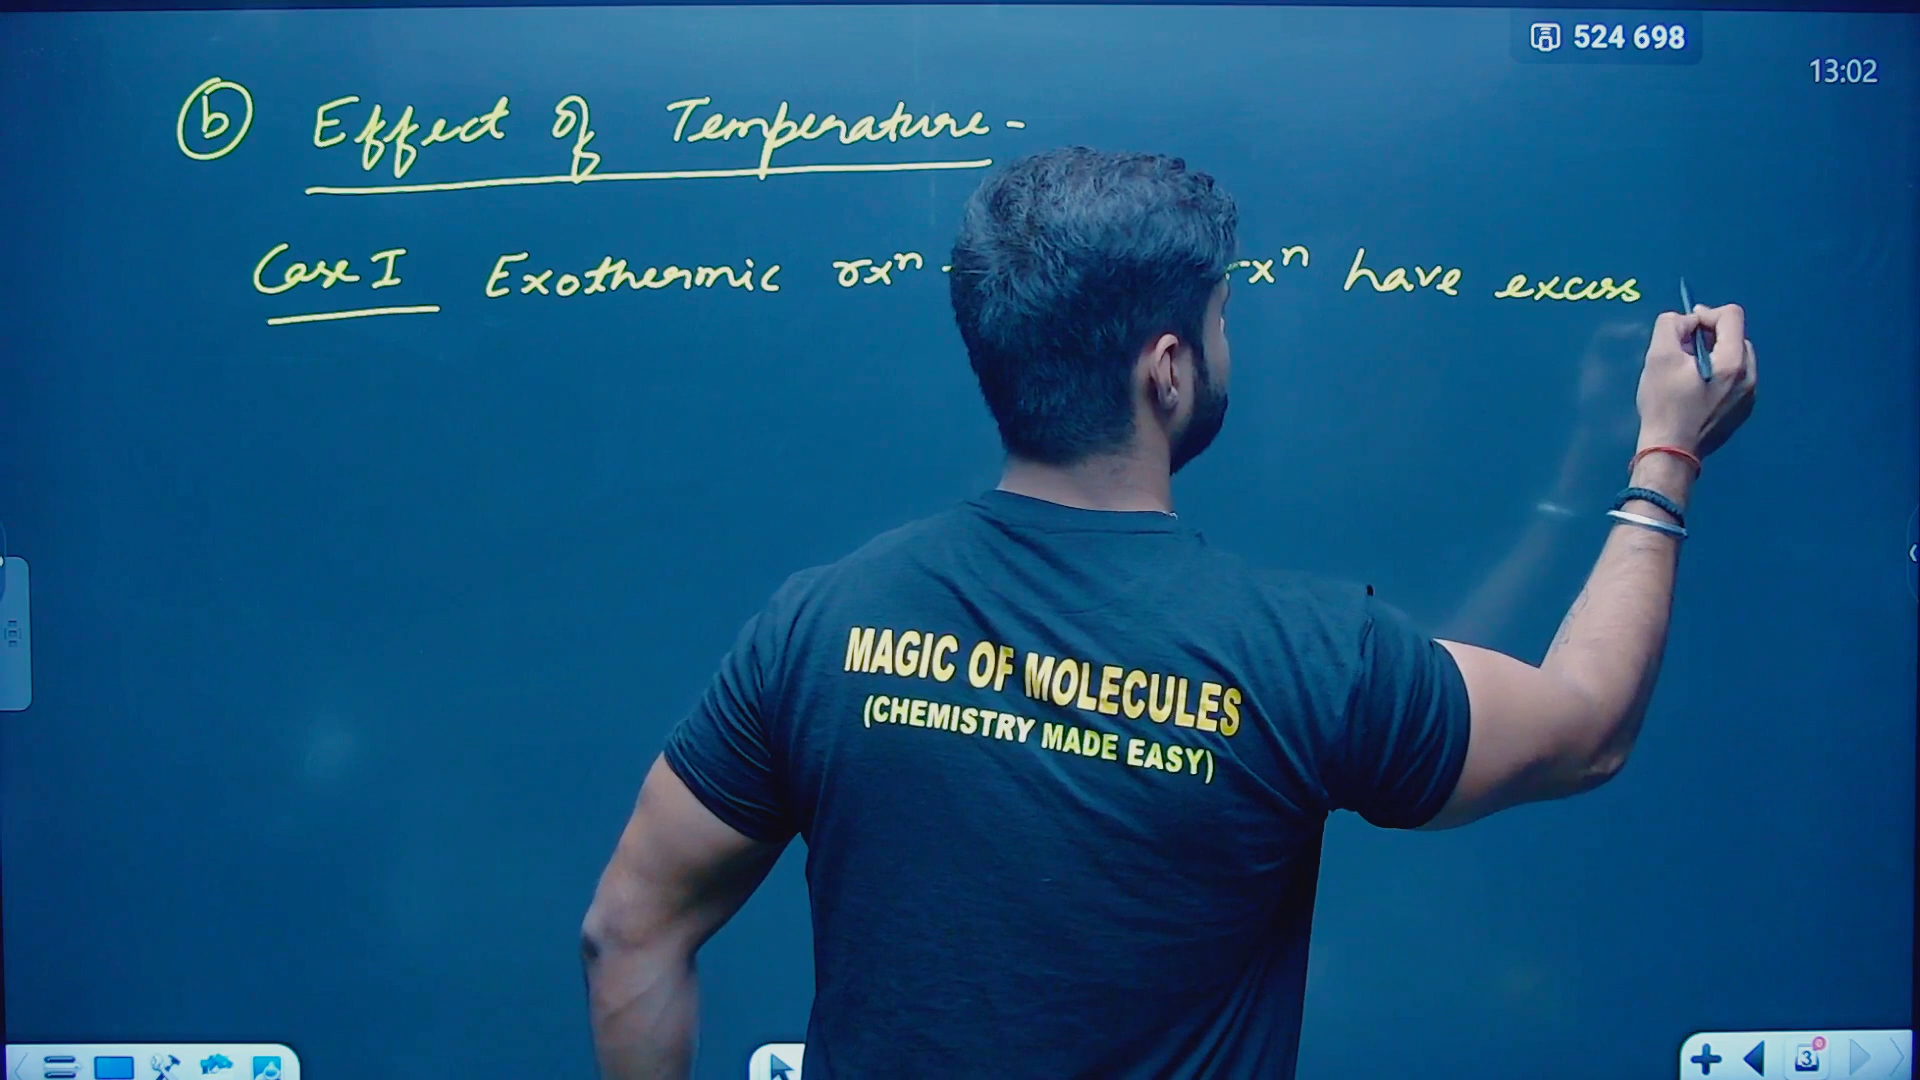 524 698
13:02
b Effect of Temperature -
Case I Exothermic rxⁿ - rxⁿ have excess
MAGIC OF MOLECULES
(CHEMISTRY MADE EASY)
3